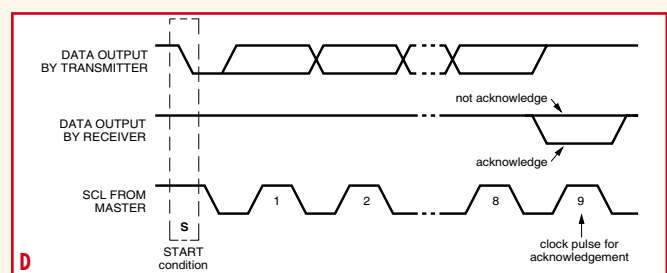 DATA OUTPUT
BY TRANSMITTER
not acknowledge
DATA OUTPUT
BY RECEIVER
acknowledge
SCL FROM
MASTER
1
2
8
9
S
START
condition
clock pulse for
acknowledgement
D